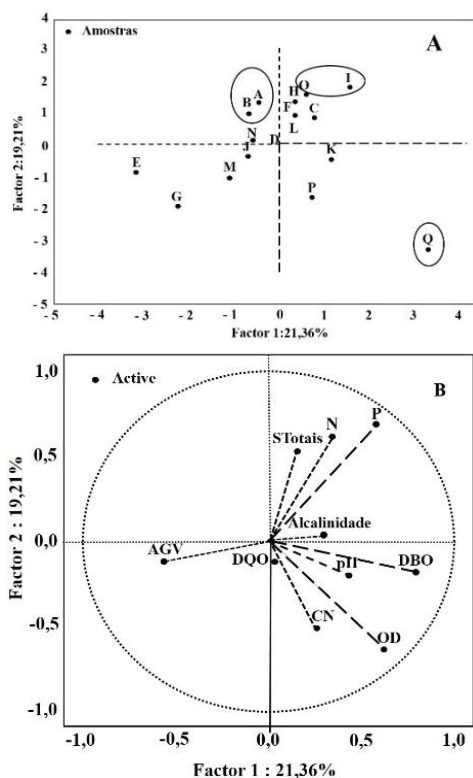 4
Amostras
A
3
2
H O I
B A
1
F C
L
N D
0
J K
E
M
-1
G
P
-2
-3
Q
-4
-5
-5 -4 -3 -2 -1 0 1 2 3 4
Factor 2:19,21%
Factor 1:21,36%
1,0
Active
B
P
N
STotais
0,5
Alcalinidade
0,0
AGV
DQO
pH
DBO
CN
-0,5
OD
-1,0
-1,0 -0,5 0,0 0,5 1,0
Factor 2 : 19,21%
Factor 1 : 21,36%